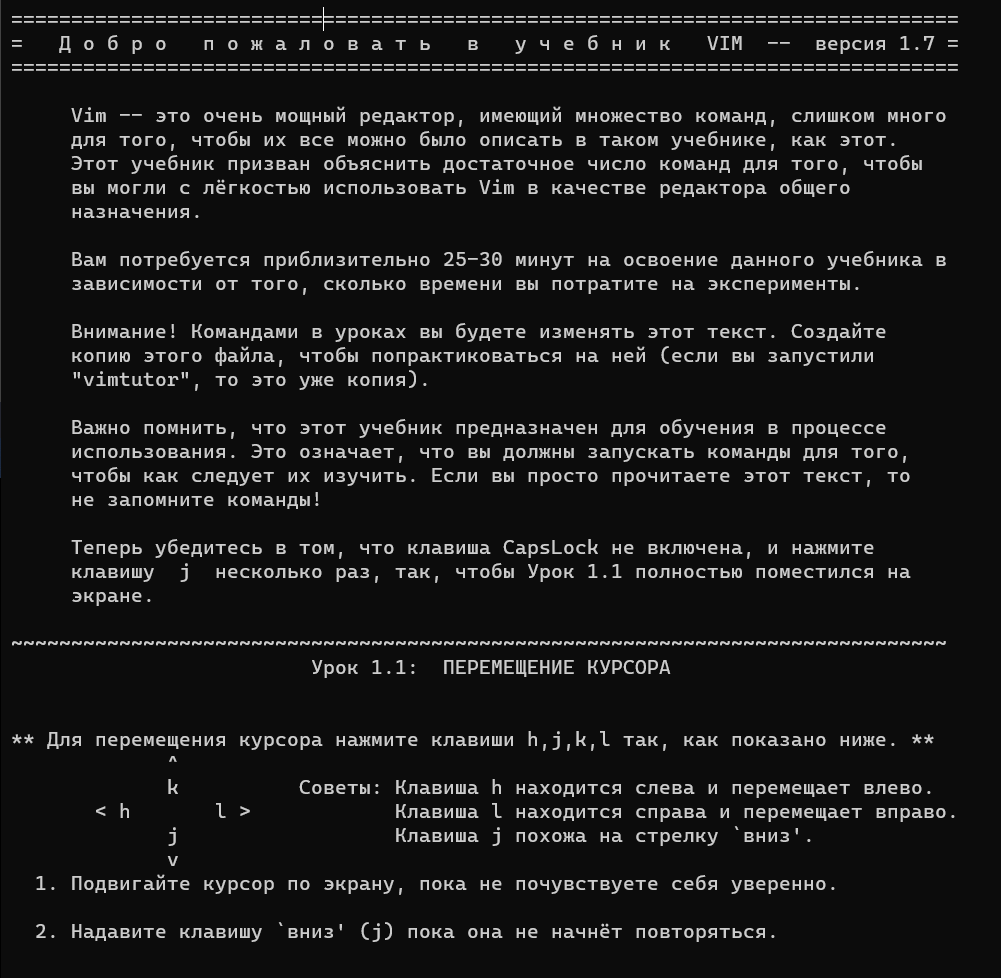 ===============================================================================
=   Д о б р о   п о ж а л о в а т ь   в   у ч е б н и к   VIM  --  версия 1.7 =
===============================================================================
Vim -- это очень мощный редактор, имеющий множество команд, слишком много
для того, чтобы их все можно было описать в таком учебнике, как этот.
Этот учебник призван объяснить достаточное число команд для того, чтобы
вы могли с лёгкостью использовать Vim в качестве редактора общего
назначения.
Вам потребуется приблизительно 25-30 минут на освоение данного учебника в
зависимости от того, сколько времени вы потратите на эксперименты.
Внимание! Командами в уроках вы будете изменять этот текст. Создайте
копию этого файла, чтобы попрактиковаться на ней (если вы запустили
"vimtutor", то это уже копия).
Важно помнить, что этот учебник предназначен для обучения в процессе
использования. Это означает, что вы должны запускать команды для того,
чтобы как следует их изучить. Если вы просто прочитаете этот текст, то
не запомните команды!
Теперь убедитесь в том, что клавиша CapsLock не включена, и нажмите
клавишу  j  несколько раз, так, чтобы Урок 1.1 полностью поместился на
экране.
~~~~~~~~~~~~~~~~~~~~~~~~~~~~~~~~~~~~~~~~~~~~~~~~~~~~~~~~~~~~~~~~~~~~~~~~~~~~~~
Урок 1.1:  ПЕРЕМЕЩЕНИЕ КУРСОРА
** Для перемещения курсора нажмите клавиши h,j,k,l так, как показано ниже. **
^
k          Советы: Клавиша h находится слева и перемещает влево.
< h       l >            Клавиша l находится справа и перемещает вправо.
j                  Клавиша j похожа на стрелку `вниз'.
v
1. Подвигайте курсор по экрану, пока не почувствуете себя уверенно.
2. Надавите клавишу `вниз' (j) пока она не начнёт повторяться.